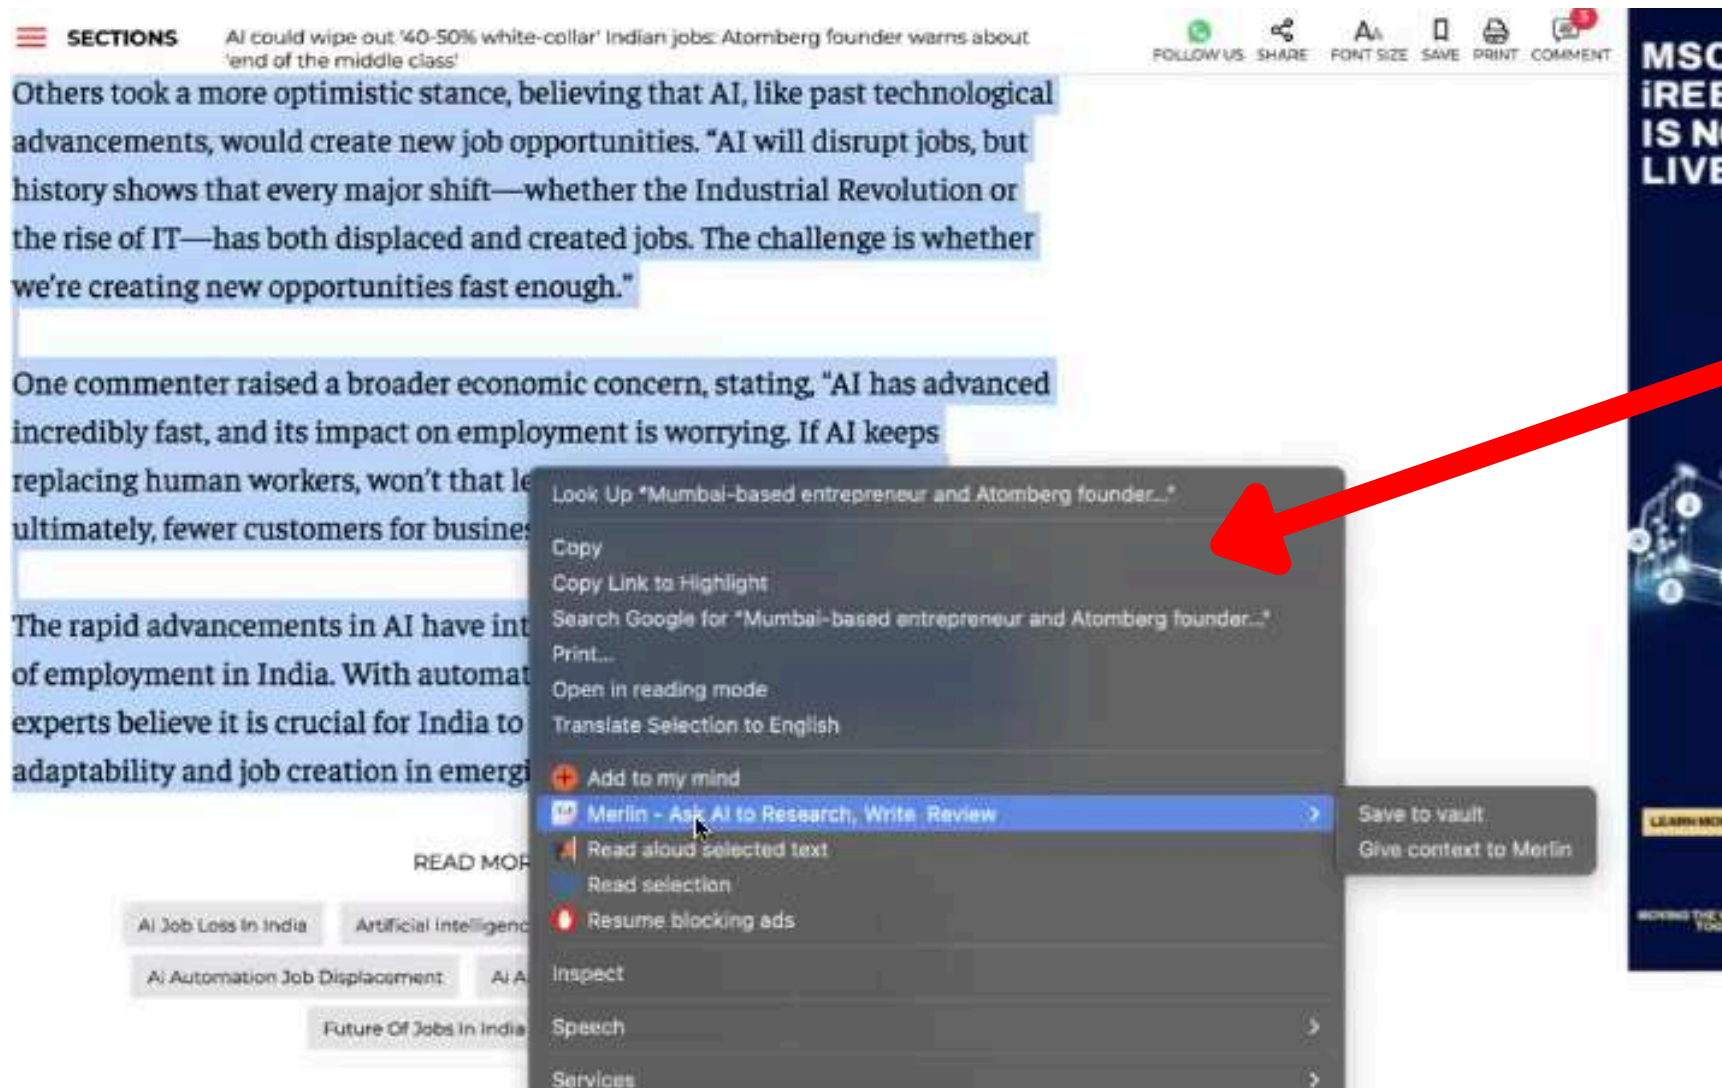 SECTIONS
AI could wipe out '40-50% white-collar' Indian jobs: Atomberg founder warns about
'end of the middle class'
FOLLOW US
SHARE
FONT SIZE
SAVE
PRINT
3
COMMENT
Others took a more optimistic stance, believing that AI, like past technological
advancements, would create new job opportunities. “AI will disrupt jobs, but
history shows that every major shift—whether the Industrial Revolution or
the rise of IT—has both displaced and created jobs. The challenge is whether
we’re creating new opportunities fast enough."
One commenter raised a broader economic concern, stating, “AI has advanced
incredibly fast, and its impact on employment is worrying. If AI keeps
replacing human workers, won’t that le
ultimately, fewer customers for busines
The rapid advancements in AI have int
of employment in India. With automat
experts believe it is crucial for India to
adaptability and job creation in emergi
READ MOR
Ai Job Loss In India
Artificial Intelligenc
Ai Automation Job Displacement
Ai A
Future Of Jobs In India
Look Up “Mumbai-based entrepreneur and Atomberg founder...”
Copy
Copy Link to Highlight
Search Google for “Mumbai-based entrepreneur and Atomberg founder...”
Print...
Open in reading mode
Translate Selection to English
Add to my mind
Merlin - Ask AI to Research, Write Review
Read aloud selected text
Read selection
Resume blocking ads
Inspect
Speech
Services
Save to vault
Give context to Merlin
MSC
iREE
IS NO
LIVE
LEARN MO
MOVING THE
TOG